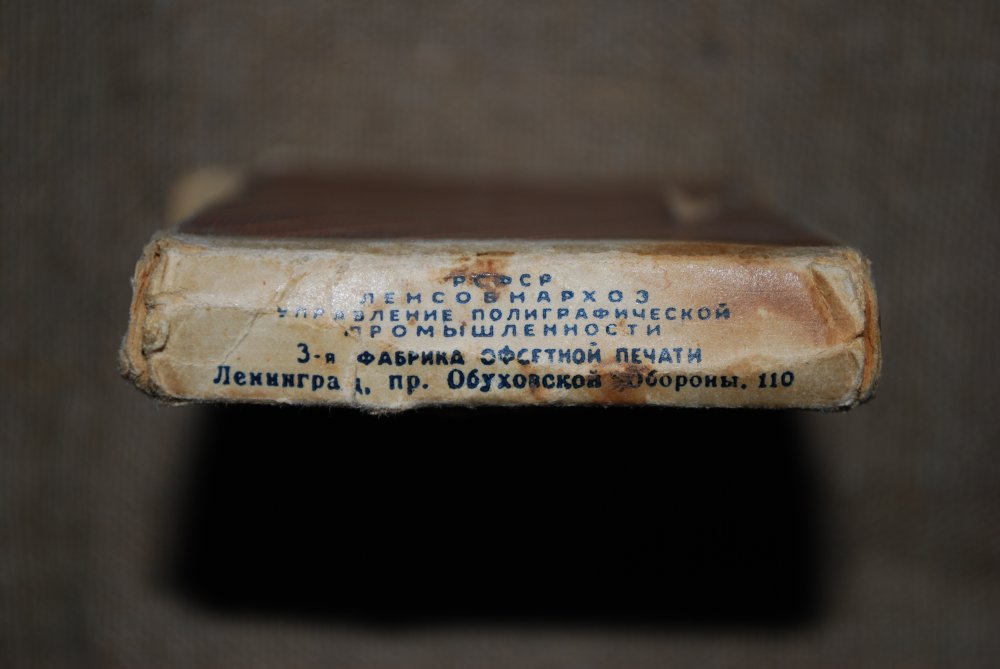 РСФСР
ЛЕНСОВНАРХОЗ
УПРАВЛЕНИЕ ПОЛИГРАФИЧЕСКОЙ
ПРОМЫШЛЕННОСТИ
3-я ФАБРИКА ОФСЕТНОЙ ПЕЧАТИ
Ленинград, пр. Обуховской Обороны, 110